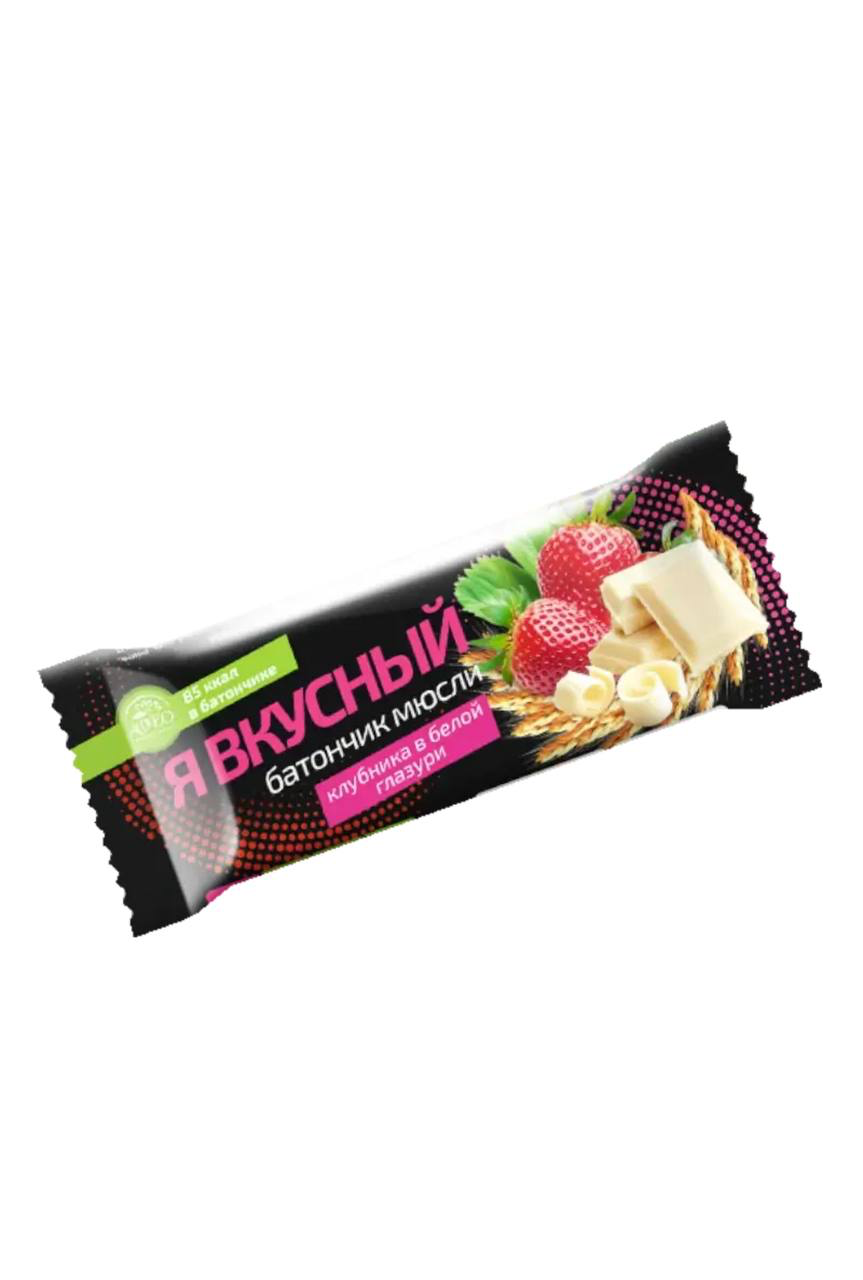 85 ккал
в батончике
Я ВКУСНЫЙ
батончик мюсли
клубника в белой
глазури